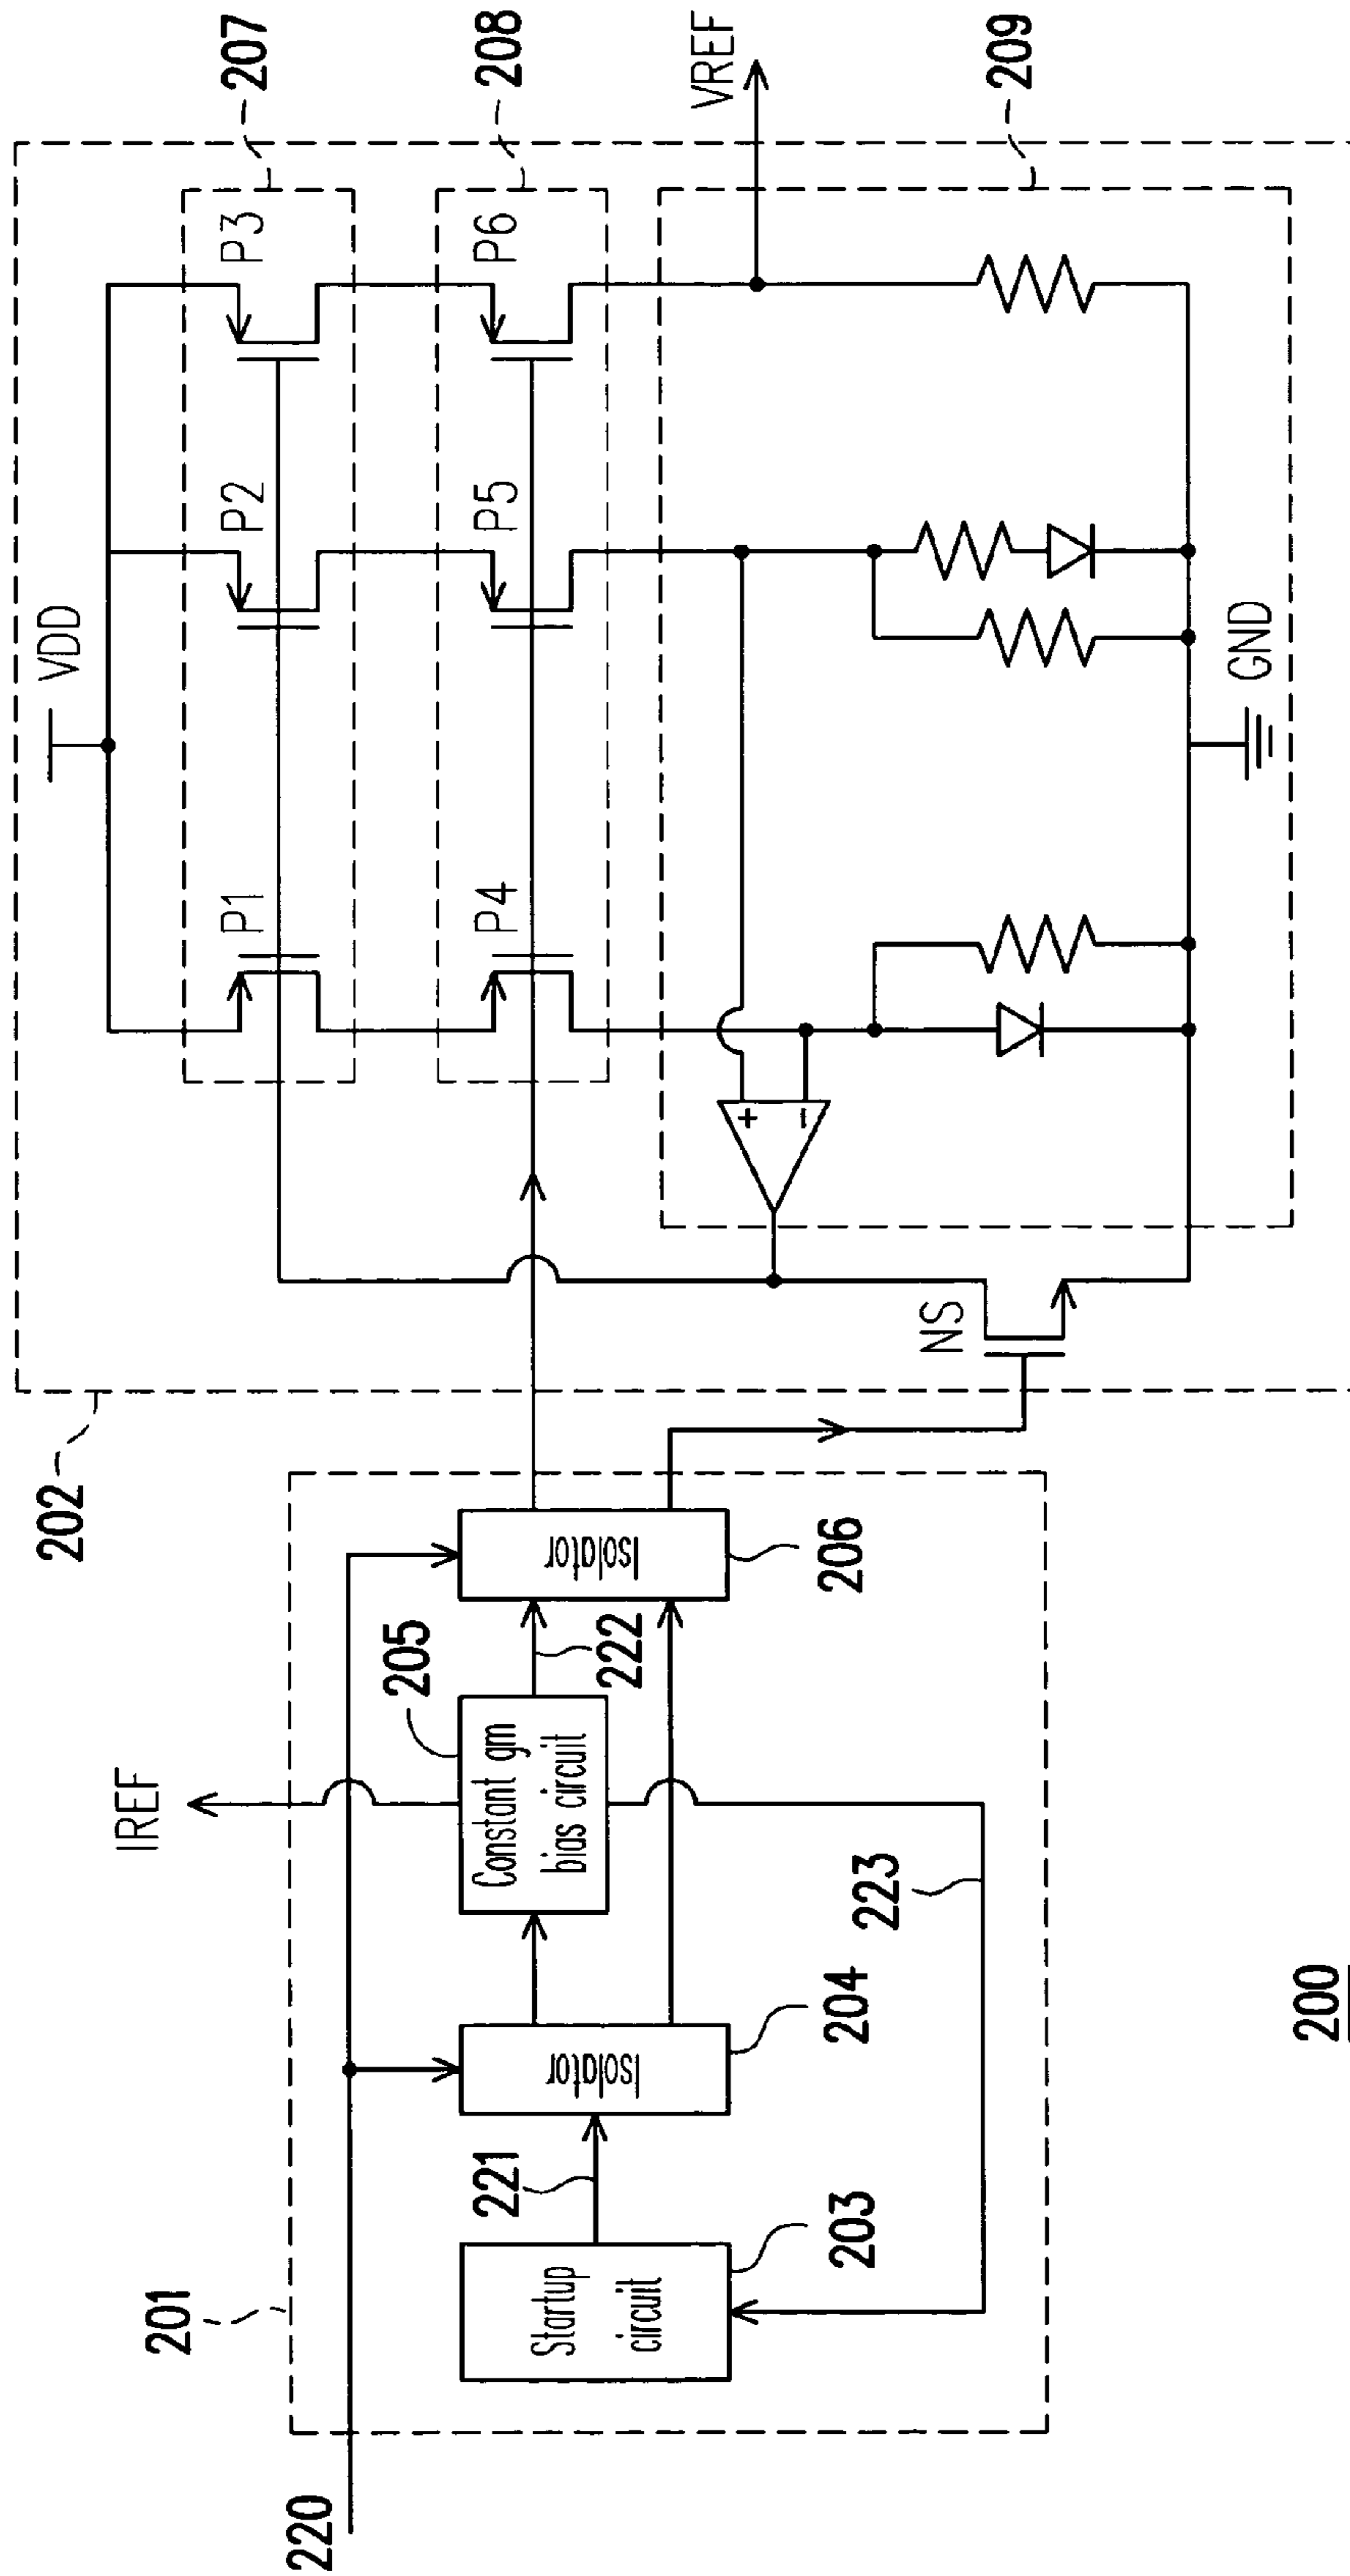 220
201
Startup
circuit
203
221
Isolator
204
Constant gm
bias circuit
205
IREF
222
223
Isolator
206
202
VDD
P1
P2
P3
207
P4
P5
P6
208
VREF
+
−
NS
GND
209
200